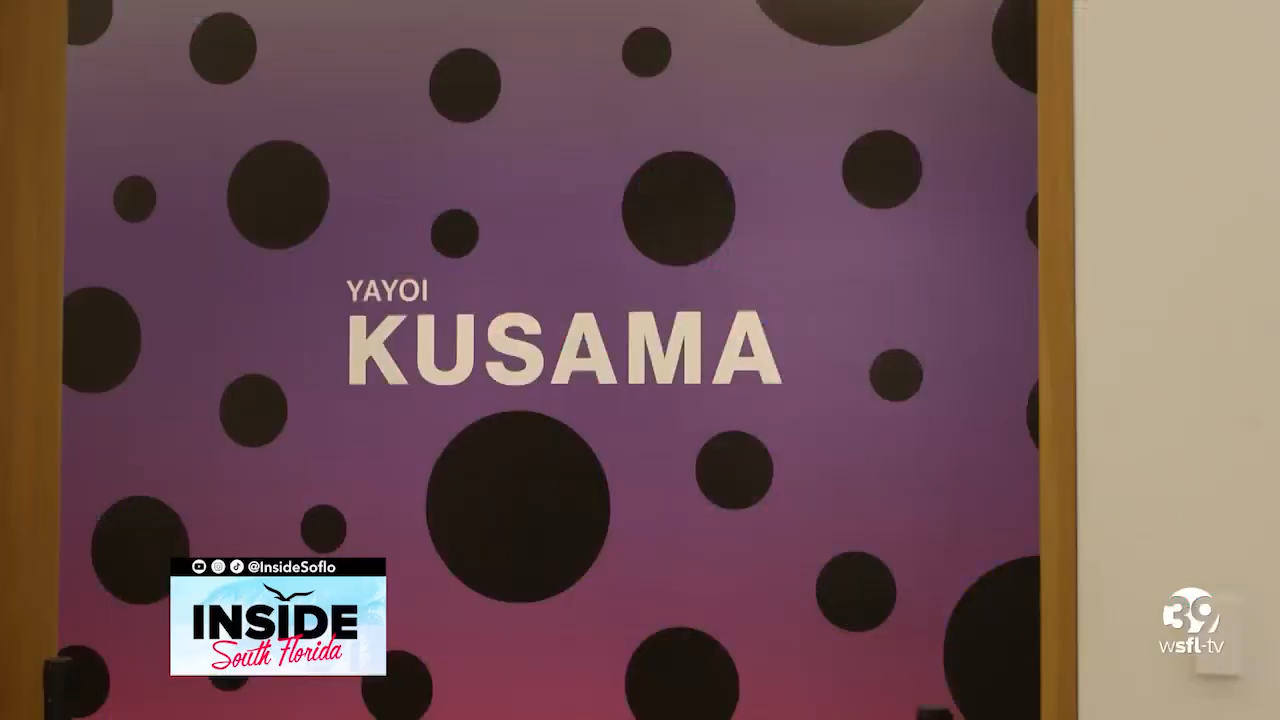 YAYOI
KUSAMA
@InsideSoflo
INSIDE
South Florida
39
wsfl-tv